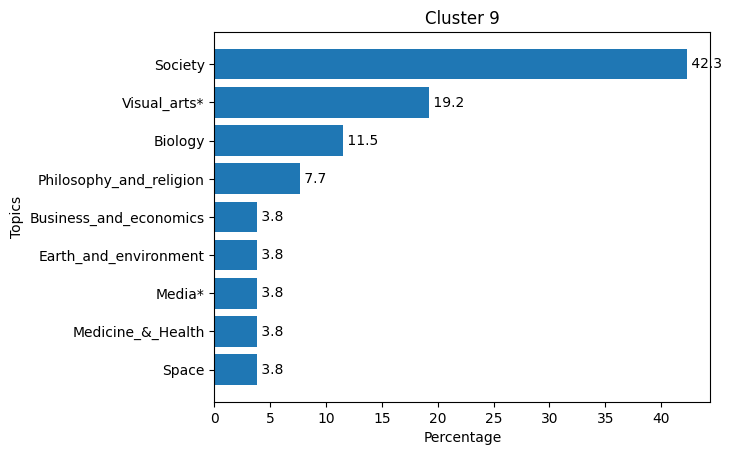 Cluster 9
Society 42.3
Visual_arts* 19.2
Biology 11.5
Philosophy_and_religion 7.7
Business_and_economics 3.8
Earth_and_environment 3.8
Media* 3.8
Medicine_&_Health 3.8
Space 3.8
Topics
0 5 10 15 20 25 30 35 40
Percentage